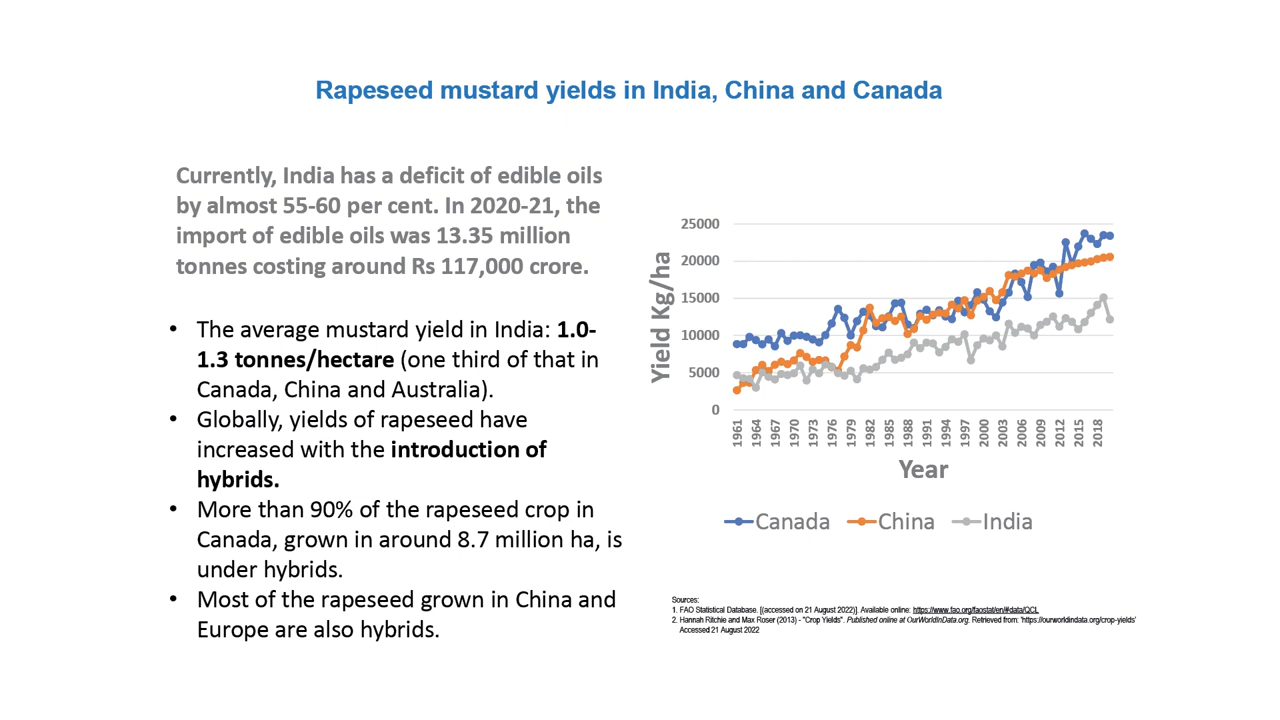 Rapeseed mustard yields in India, China and Canada
Currently, India has a deficit of edible oils
by almost 55-60 per cent. In 2020-21, the
import of edible oils was 13.35 million
tonnes costing around Rs 117,000 crore.
• The average mustard yield in India: 1.0-
1.3 tonnes/hectare (one third of that in
Canada, China and Australia).
• Globally, yields of rapeseed have
increased with the introduction of
hybrids.
• More than 90% of the rapeseed crop in
Canada, grown in around 8.7 million ha, is
under hybrids.
• Most of the rapeseed grown in China and
Europe are also hybrids.
Yield Kg/ha
25000
20000
15000
10000
5000
0
1961 1964 1967 1970 1973 1976 1979 1982 1985 1988 1991 1994 1997 2000 2003 2006 2009 2012 2015 2018
Year
Canada China India
Sources:
1. FAO Statistical Database. [(accessed on 21 August 2022)]. Available online: https://www.fao.org/faostat/en/#data/QCL
2. Hannah Ritchie and Max Roser (2013) - "Crop Yields". Published online at OurWorldInData.org. Retrieved from: 'https://ourworldindata.org/crop-yields'
Accessed 21 August 2022